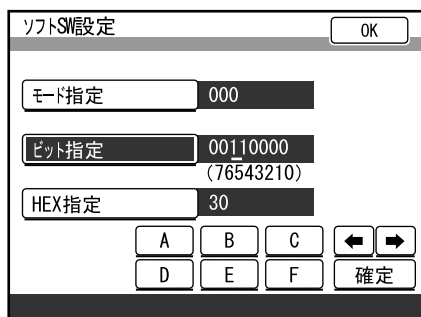 ソフトSW設定 OK
モード指定 000
ビット指定 00110000
(76543210)
HEX指定 30
A B C
D E F 確定